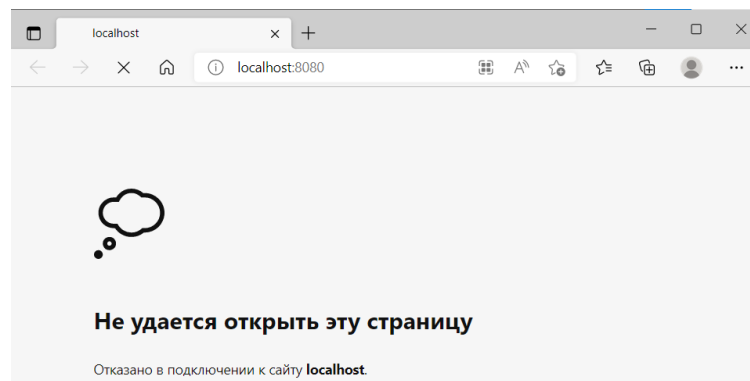 localhost
localhost:8080
Не удается открыть эту страницу
Отказано в подключении к сайту localhost.